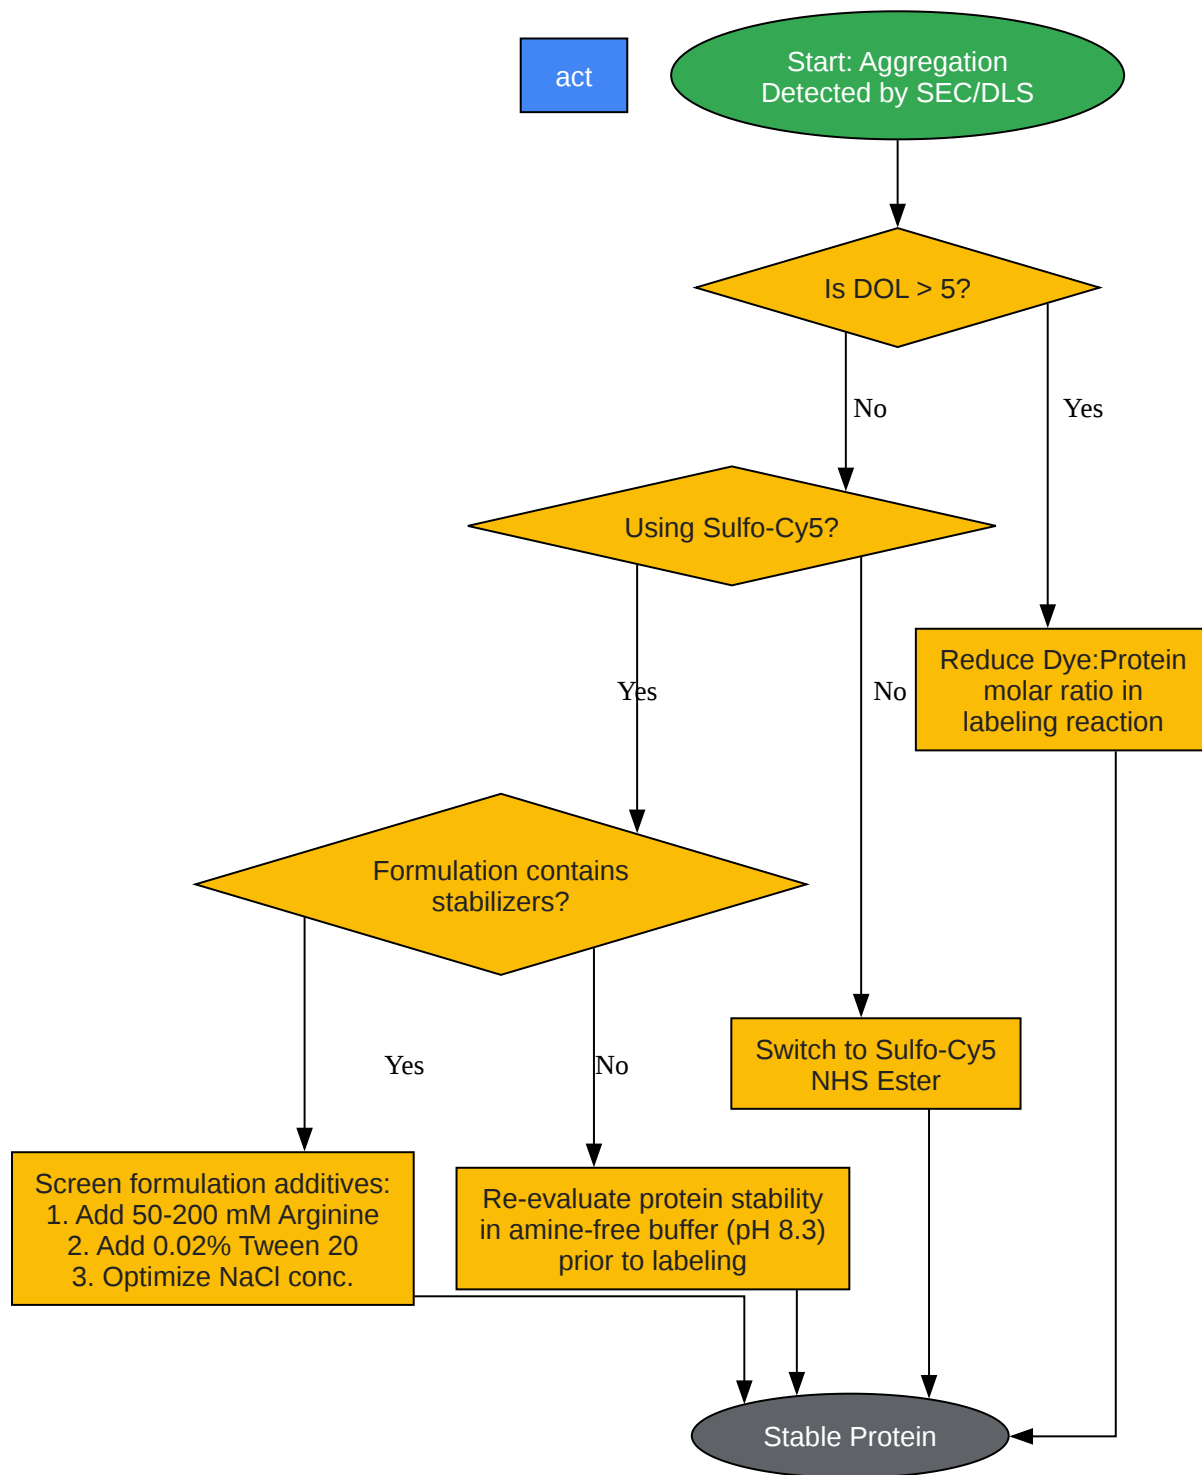 act
Start: Aggregation
Detected by SEC/DLS
Is DOL > 5?
No
Yes
Using Sulfo-Cy5?
Yes
No
Reduce Dye:Protein
molar ratio in
labeling reaction
Formulation contains
stabilizers?
Yes
No
Switch to Sulfo-Cy5
NHS Ester
Screen formulation additives:
1. Add 50-200 mM Arginine
2. Add 0.02% Tween 20
3. Optimize NaCl conc.
Re-evaluate protein stability
in amine-free buffer (pH 8.3)
prior to labeling
Stable Protein